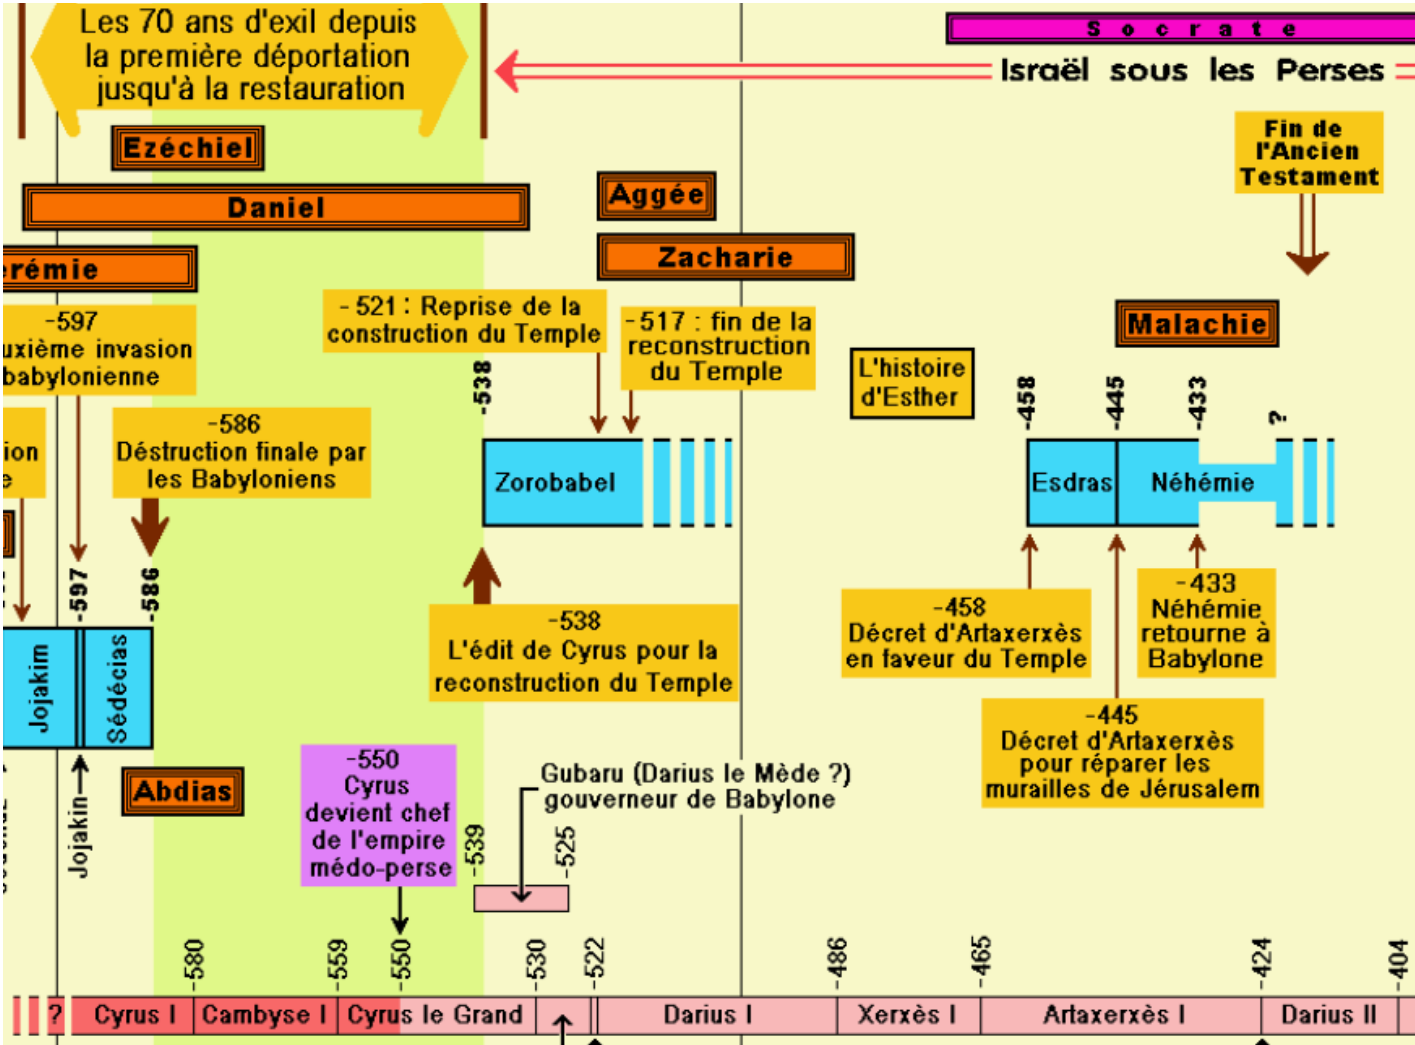 Les 70 ans d'exil depuis
la première déportation
jusqu'à la restauration
Socrate
Israël sous les Perses
Fin de
l'Ancien
Testament
Ezéchiel
Daniel
Aggée
Zacharie
érémie
-597
uxième invasion
babylonienne
- 521 : Reprise de la
construction du Temple
-517 : fin de la
reconstruction
du Temple
Malachie
L'histoire
d'Esther
-538
-458
-445
-433
?
ion
e
-586
Déstruction finale par
les Babyloniens
Zorobabel
Esdras
Néhémie
-597
-586
-538
L'édit de Cyrus pour la
reconstruction du Temple
-458
Décret d'Artaxerxès
en faveur du Temple
-433
Néhémie
retourne à
Babylone
-445
Décret d'Artaxerxès
pour réparer les
murailles de Jérusalem
Jojakim
Sédécias
Jojakin
Abdias
-550
Cyrus
devient chef
de l'empire
médo-perse
Gubaru (Darius le Mède ?)
gouverneur de Babylone
-539
-525
-580
-559
-550
-530
-522
-486
-465
-424
-404
?
Cyrus I
Cambyse I
Cyrus le Grand
Darius I
Xerxès I
Artaxerxès I
Darius II